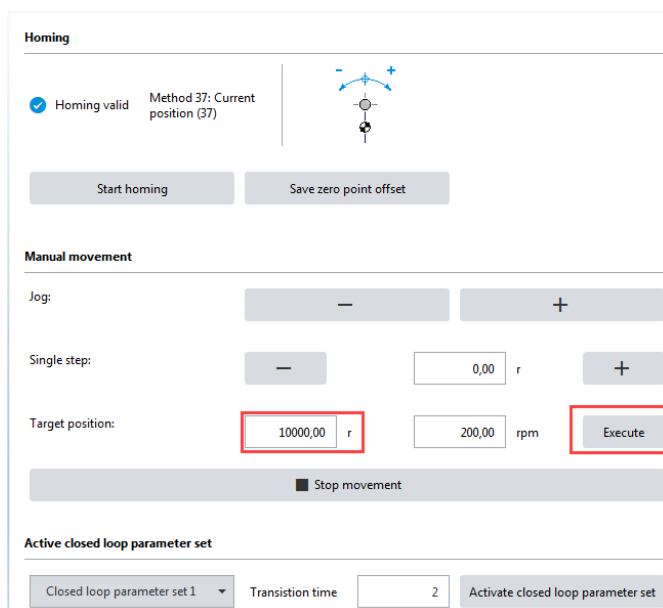 Homing
Homing valid
Method 37: Current
position (37)
- +
Start homing
Save zero point offset
Manual movement
Jog:
− +
Single step:
− 0,00 r +
Target position:
10000,00 r 200,00 rpm Execute
Stop movement
Active closed loop parameter set
Closed loop parameter set 1 Transistion time 2 Activate closed loop parameter set